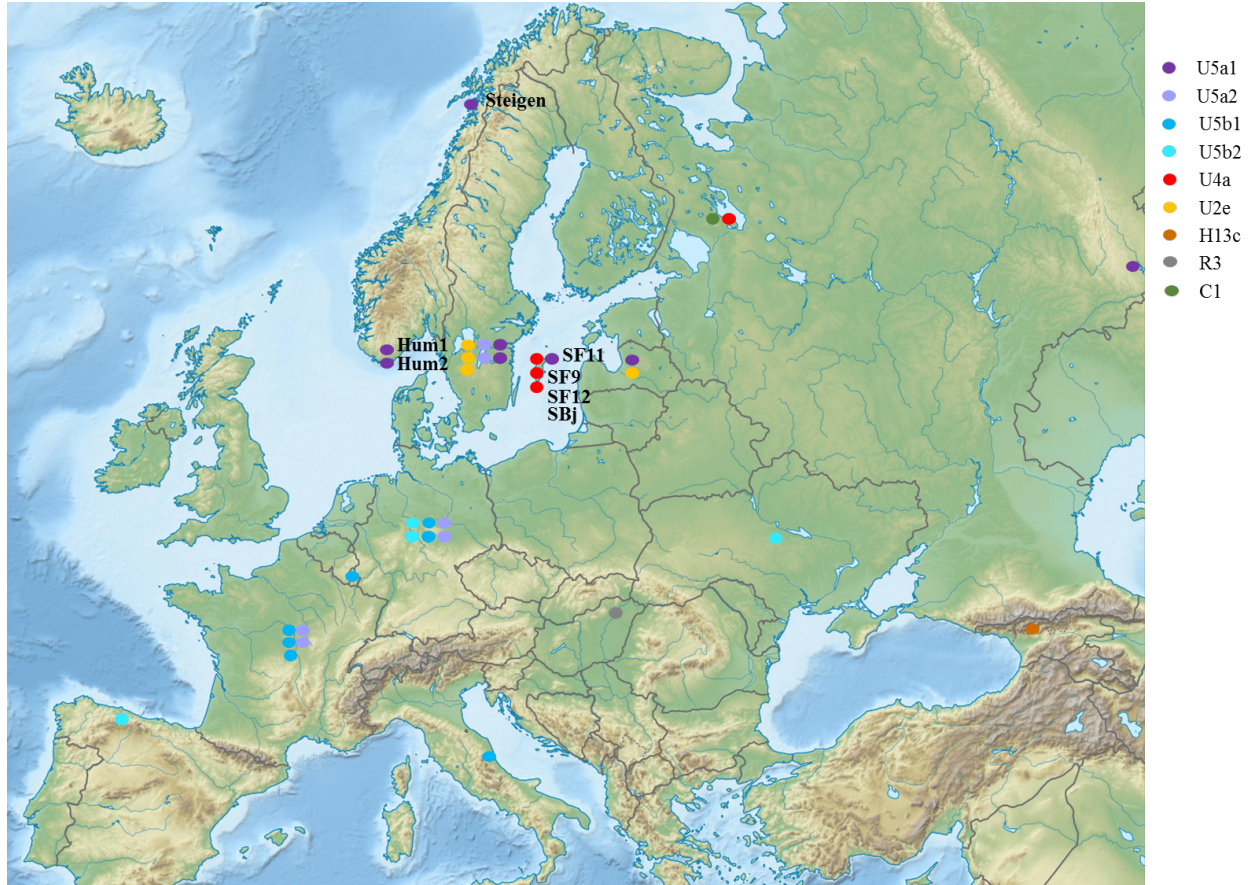 Steigen
Hum1
Hum2
SF11
SF9
SF12
SBj
U5a1
U5a2
U5b1
U5b2
U4a
U2e
H13c
R3
C1